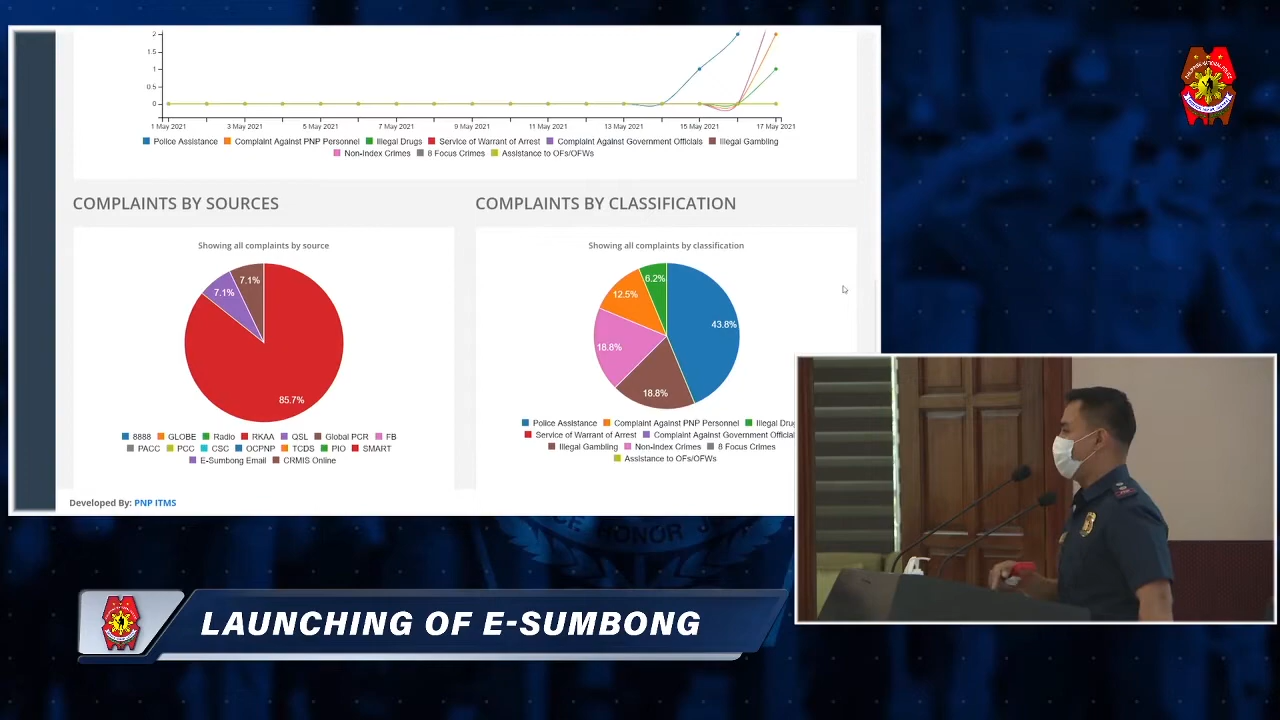 2
1.5
1
0.5
0
1 May 2021 3 May 2021 5 May 2021 7 May 2021 9 May 2021 11 May 2021 13 May 2021 15 May 2021 17 May 2021
Police Assistance Complaint Against PNP Personnel Illegal Drugs Service of Warrant of Arrest Complaint Against Government Officials Illegal Gambling
Non-Index Crimes 8 Focus Crimes Assistance to OFs/OFWs
COMPLAINTS BY SOURCES
Showing all complaints by source
7.1%
7.1%
85.7%
8888 GLOBE Radio RKAA QSL Global PCR FB
PACC PCC CSC OCPNP TCDS PIO SMART
E-Sumbong Email CRMIS Online
COMPLAINTS BY CLASSIFICATION
Showing all complaints by classification
6.2%
12.5%
43.8%
18.8%
18.8%
Police Assistance Complaint Against PNP Personnel Illegal
Service of Warrant of Arrest Complaint Against Government
Illegal Gambling Non-Index Crimes 8 Focus Crimes
Assistance to OFs/OFWs
Developed By: PNP ITMS
HONOR
LAUNCHING OF E-SUMBONG